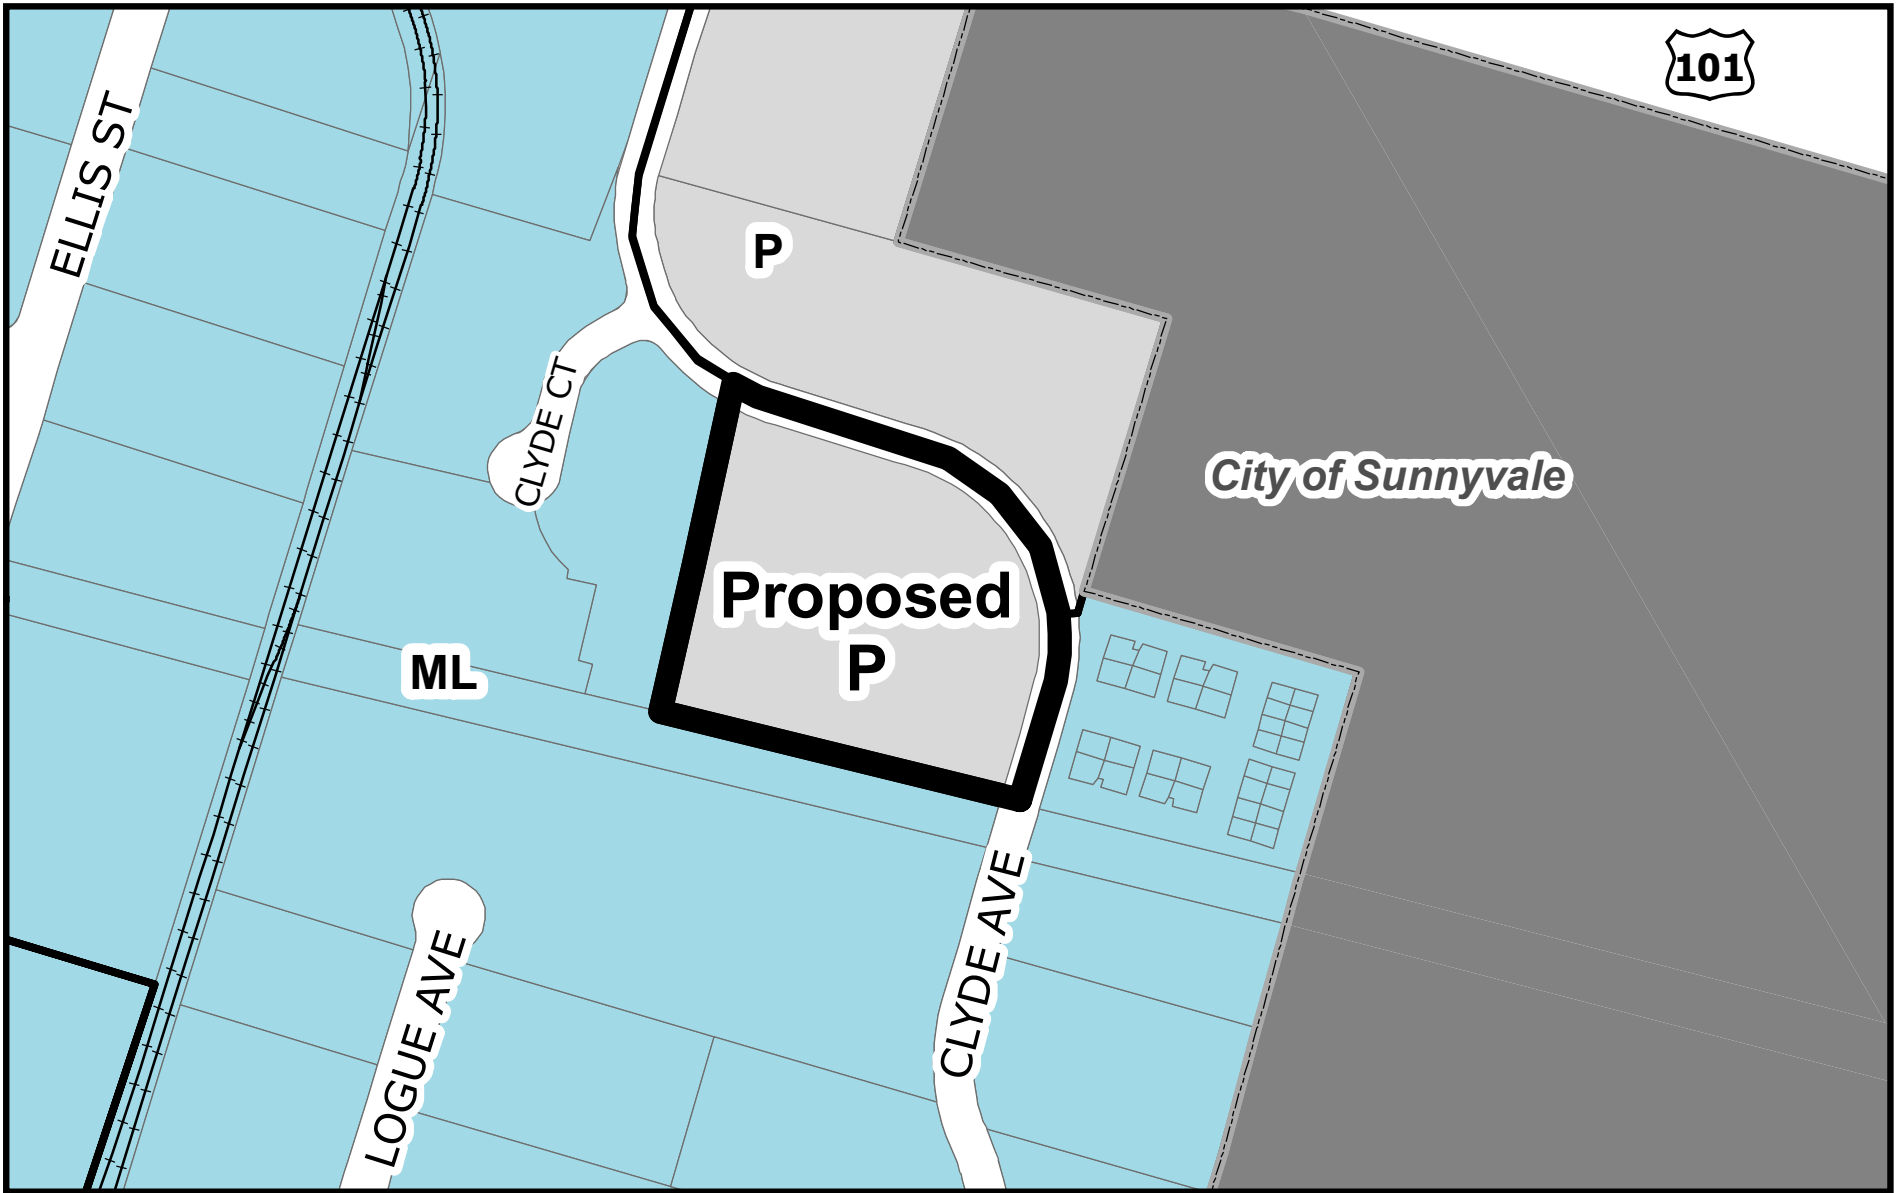 101
ELLIS ST
P
CLYDE CT
City of Sunnyvale
Proposed
P
ML
CLYDE AVE
LOGUE AVE